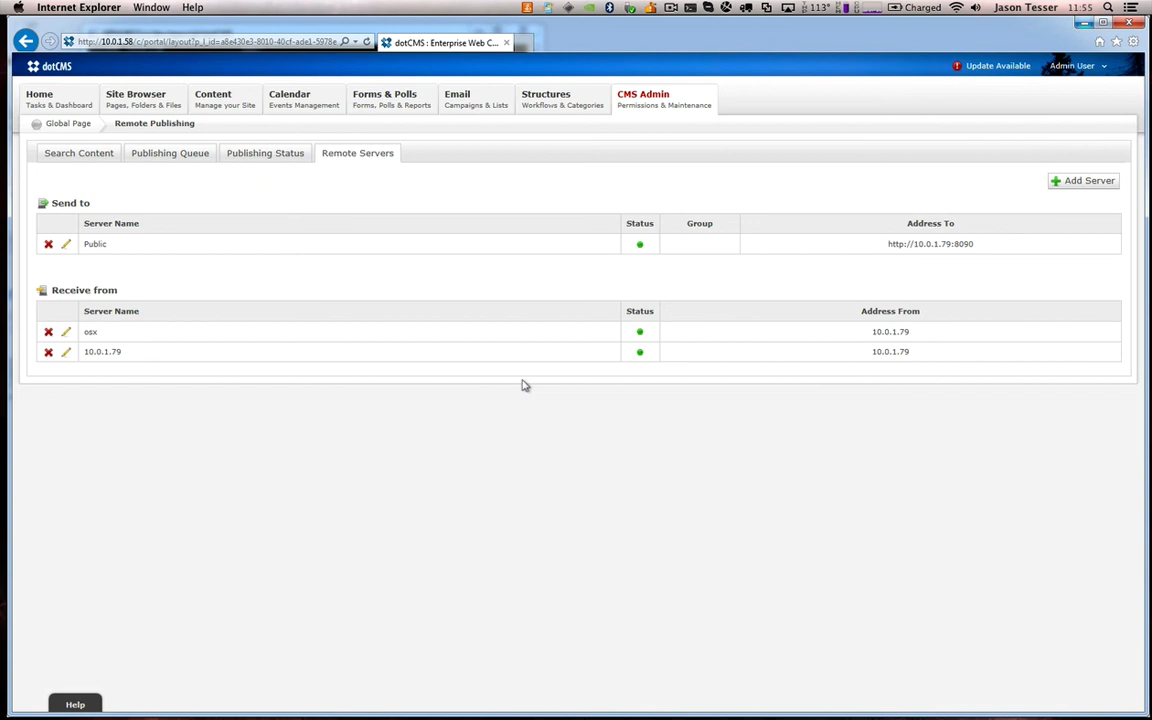 Internet Explorer Window Help 113° Charged Jason Tesser 11:55
http://10.0.1.58/c/portal/layout?p_l_id=a8e430e3-8010-40cf-ade1-5978e
dotCMS : Enterprise Web C...
dotCMS Update Available Admin User
Home Site Browser Content Calendar Forms & Polls Email Structures CMS Admin
Tasks & Dashboard Pages, Folders & Files Manage your Site Events Management Forms, Polls & Reports Campaigns & Lists Workflows & Categories Permissions & Maintenance
Global Page Remote Publishing
Search Content Publishing Queue Publishing Status Remote Servers
Add Server
Send to
Server Name Status Group Address To
Public http://10.0.1.79:8090
Receive from
Server Name Status Address From
osx 10.0.1.79
10.0.1.79 10.0.1.79
Help